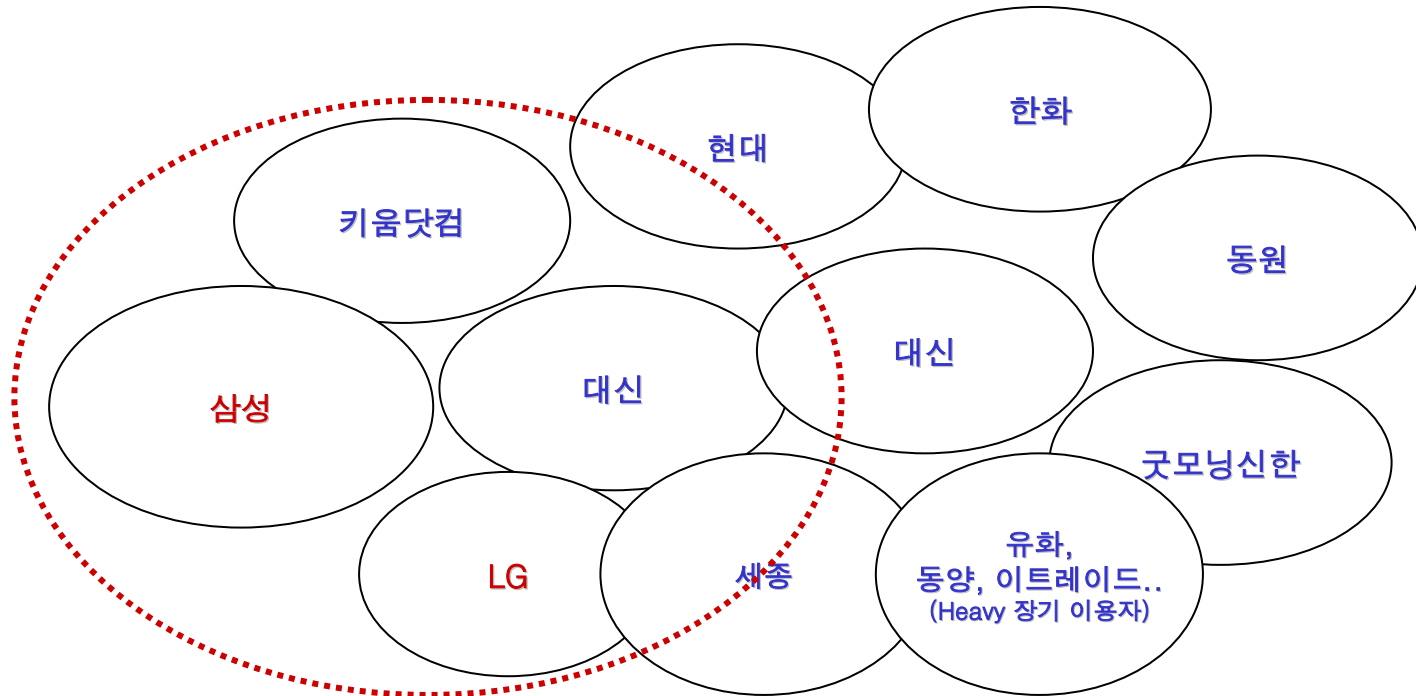 한화
현대
키움닷컴
동원
대신
대신
삼성
굿모닝신한
LG
세종
유화,
동양, 이트레이드..
(Heavy 장기 이용자)